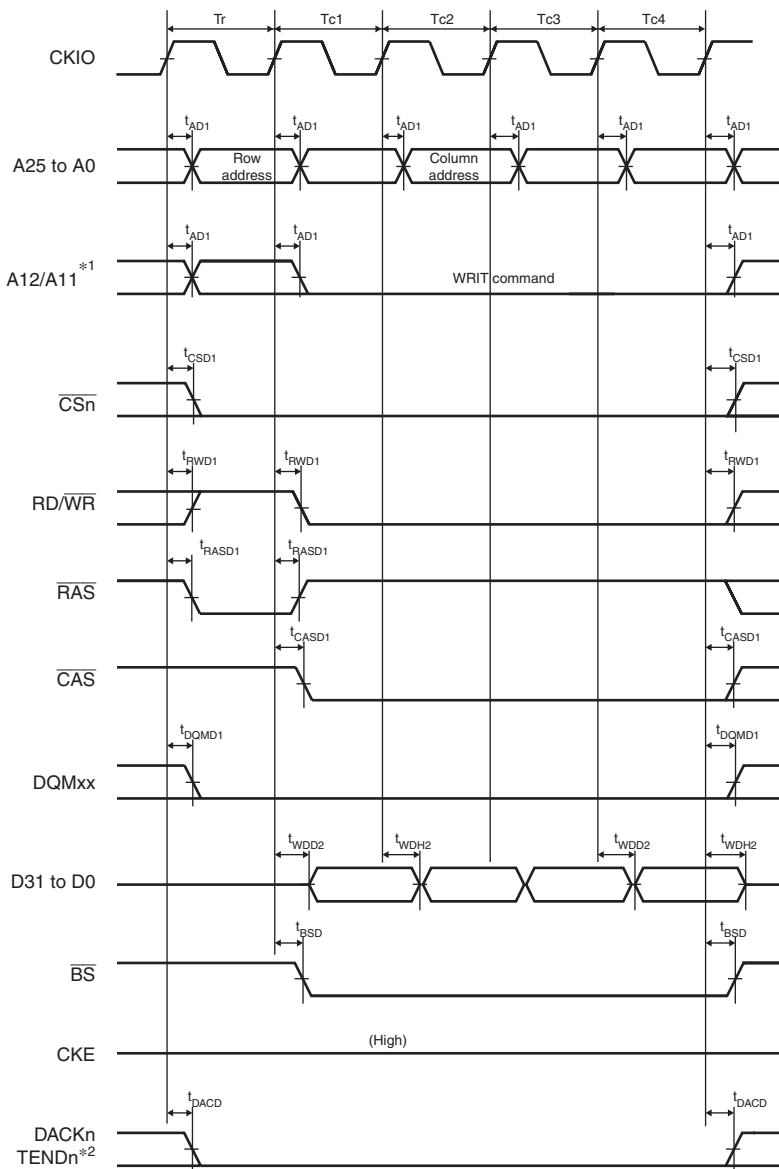 Tr Tc1 Tc2 Tc3 Tc4
CKIO
tAD1 tAD1 tAD1 tAD1 tAD1 tAD1
A25 to A0 Row address Column address
tAD1 tAD1 tAD1
A12/A11*1 WRIT command
tCSD1 tCSD1
CSn
tRWD1 tRWD1 tRWD1
RD/WR
tRASD1 tRASD1
RAS
tCASD1 tCASD1
CAS
tDQMD1 tDQMD1
DQMxx
tWDD2 tWDH2 tWDD2 tWDH2
D31 to D0
tBSD tBSD
BS
(High)
CKE
tDACD tDACD
DACKn
TENDn*2